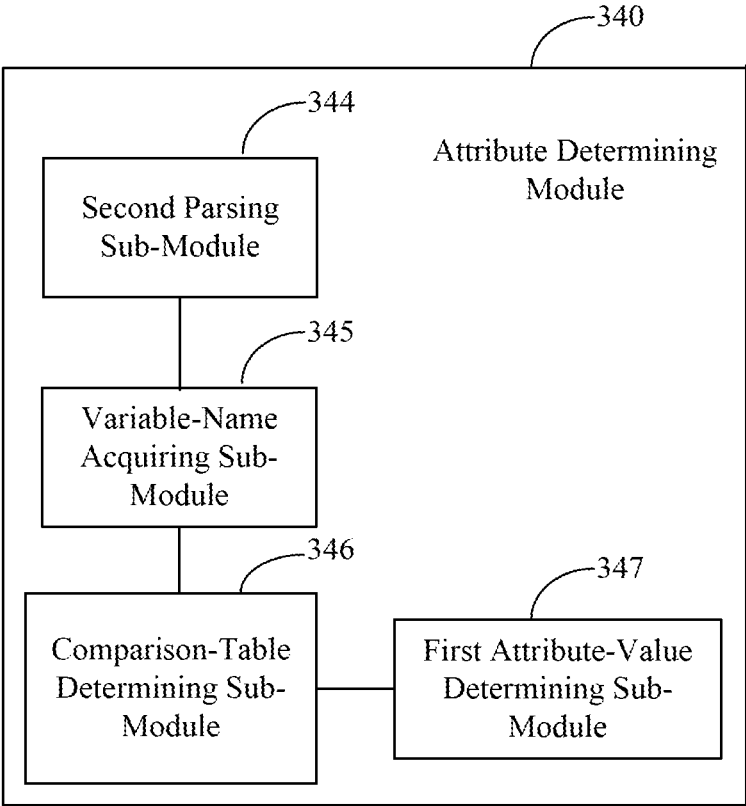 340
344
Attribute Determining
Module
Second Parsing
Sub-Module
345
Variable-Name
Acquiring Sub-
Module
346
347
Comparison-Table
Determining Sub-
Module
First Attribute-Value
Determining Sub-
Module